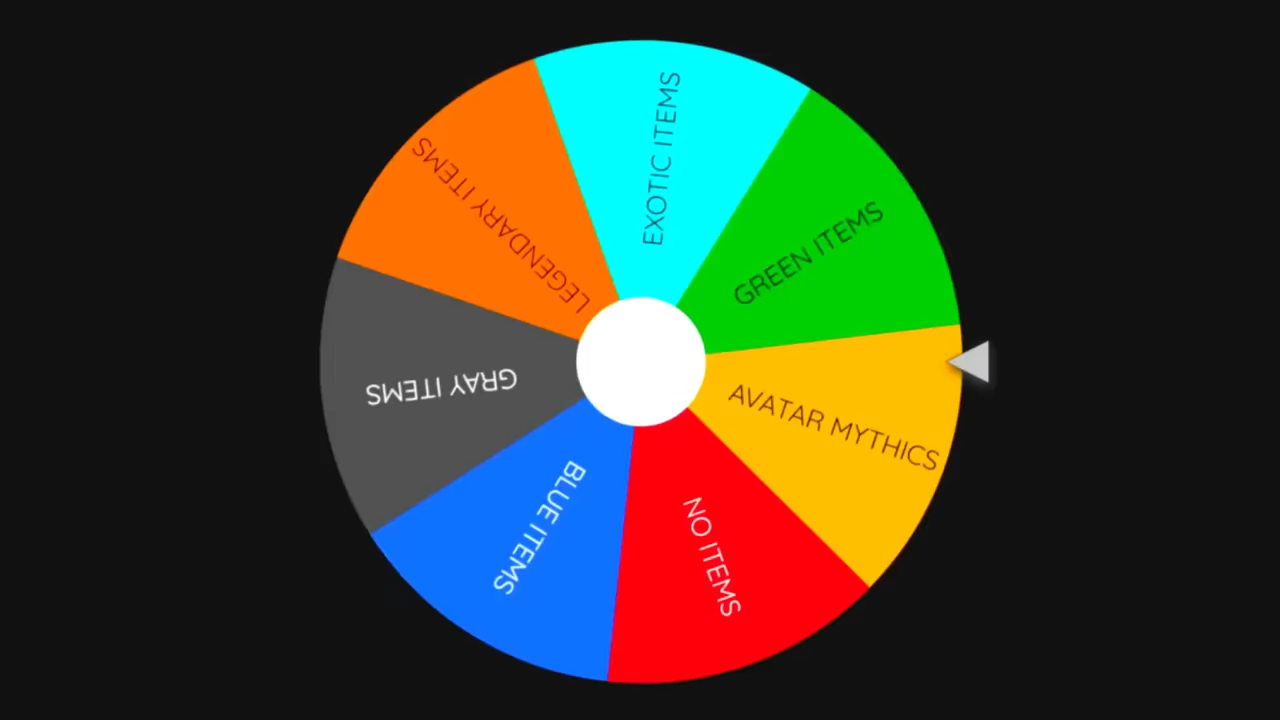 EXOTIC ITEMS
GREEN ITEMS
AVATAR MYTHICS
NO ITEMS
BLUE ITEMS
GRAY ITEMS
LEGENDARY ITEMS